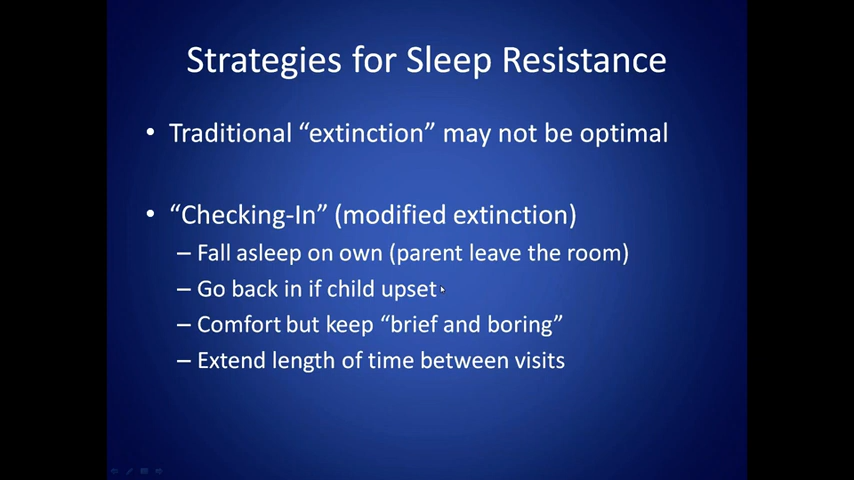 Strategies for Sleep Resistance
• Traditional “extinction” may not be optimal
• “Checking-In” (modified extinction)
– Fall asleep on own (parent leave the room)
– Go back in if child upset
– Comfort but keep “brief and boring”
– Extend length of time between visits